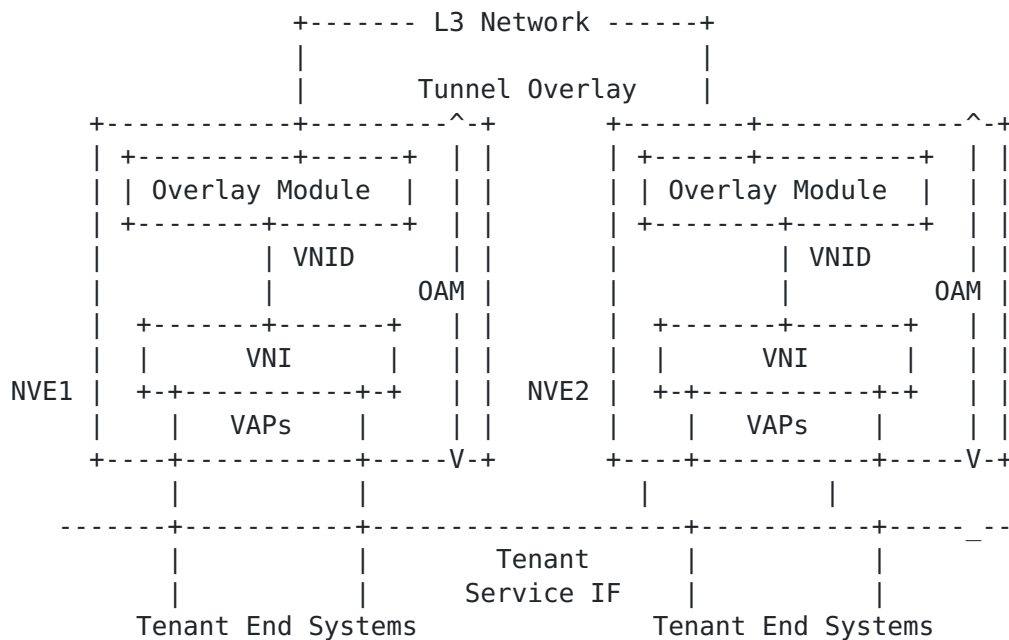 L3 Network
Tunnel Overlay
Overlay Module Overlay Module
VNID VNID
OAM OAM
VNI VNI
NVE1 NVE2
VAPs VAPs
V V
Tenant
Service IF
Tenant End Systems Tenant End Systems